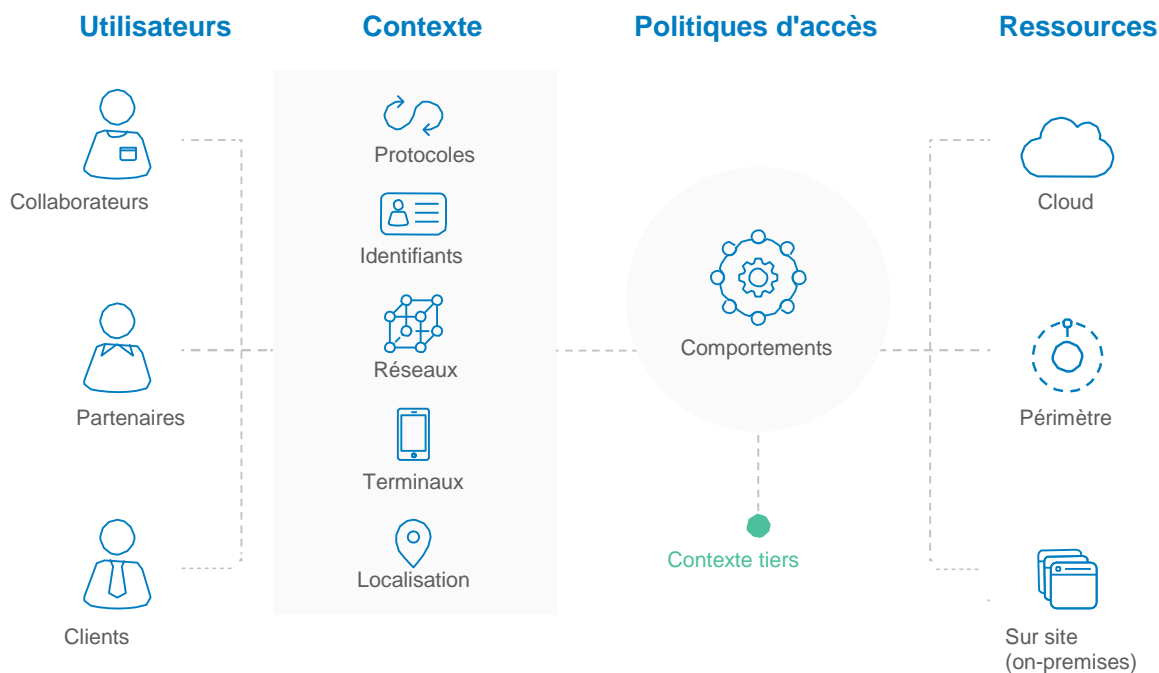 Utilisateurs
Contexte
Politiques d'accès
Ressources
Collaborateurs
Partenaires
Clients
Protocoles
Identifiants
Réseaux
Terminaux
Localisation
Comportements
Contexte tiers
Cloud
Périmètre
Sur site
(on-premises)